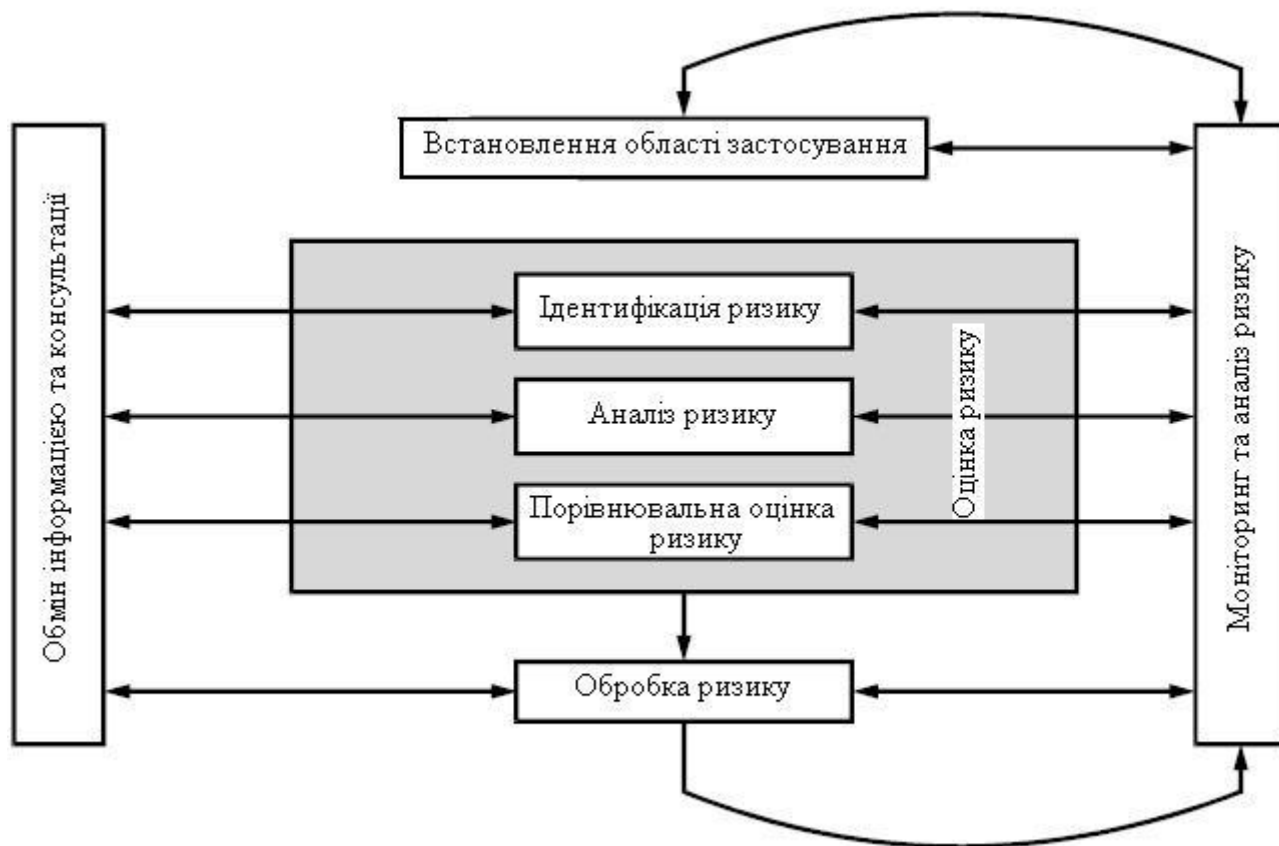 Встановлення області застосування
Обмін інформацією та консультації
Ідентифікація ризику
Аналіз ризику
Порівнювальна оцінка
ризику
Оцінка ризику
Моніторинг та аналіз ризику
Обробка ризику